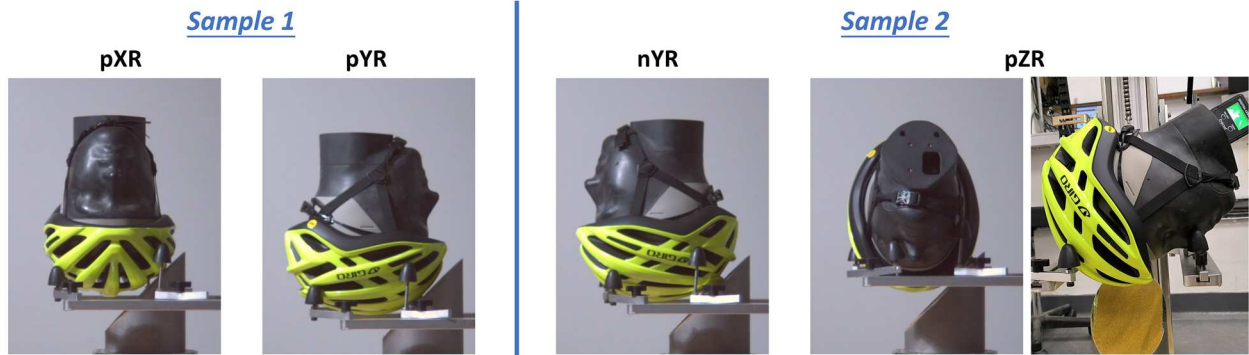 Sample 1
Sample 2
pXR
pYR
nYR
pZR
GIRO
GIRO
GIRO